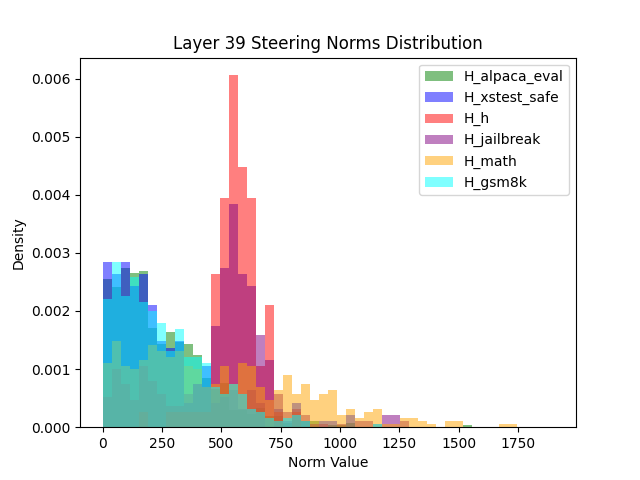 Layer 39 Steering Norms Distribution
H_alpaca_eval
H_xstest_safe
H_h
H_jailbreak
H_math
H_gsm8k
0.006
0.005
0.004
0.003
0.002
0.001
0.000
Density
0 250 500 750 1000 1250 1500 1750
Norm Value